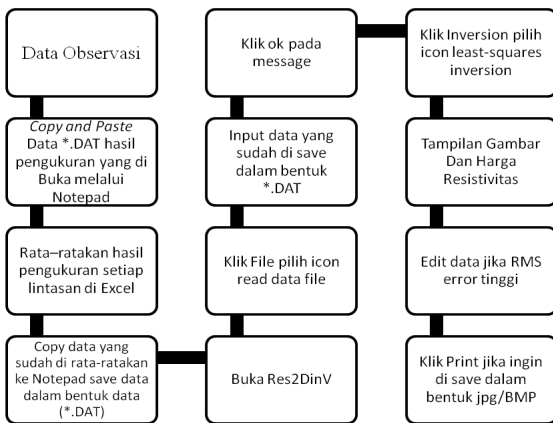 Data Observasi
Copy and Paste
Data *.DAT hasil
pengukuran yang di
Buka melalui
Notepad
Rata–ratakan hasil
pengukuran setiap
lintasan di Excel
Copy data yang
sudah di rata-ratakan
ke Notepad save data
dalam bentuk data
(*.DAT)
Buka Res2DinV
Klik File pilih icon
read data file
Input data yang
sudah di save
dalam bentuk
*.DAT
Klik ok pada
message
Klik Inversion pilih
icon least-squares
inversion
Tampilan Gambar
Dan Harga
Resistivitas
Edit data jika RMS
error tinggi
Klik Print jika ingin
di save dalam
bentuk jpg/BMP